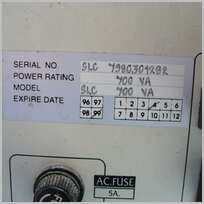 SERIAL NO. SLC 7980304292
POWER RATING 400 VA
MODEL SLC 400 VA
EXPIRE DATE 96 97 1 2 3 4 5 6
98 99 7 8 9 10 11 12
A.C. FUSE
5A.